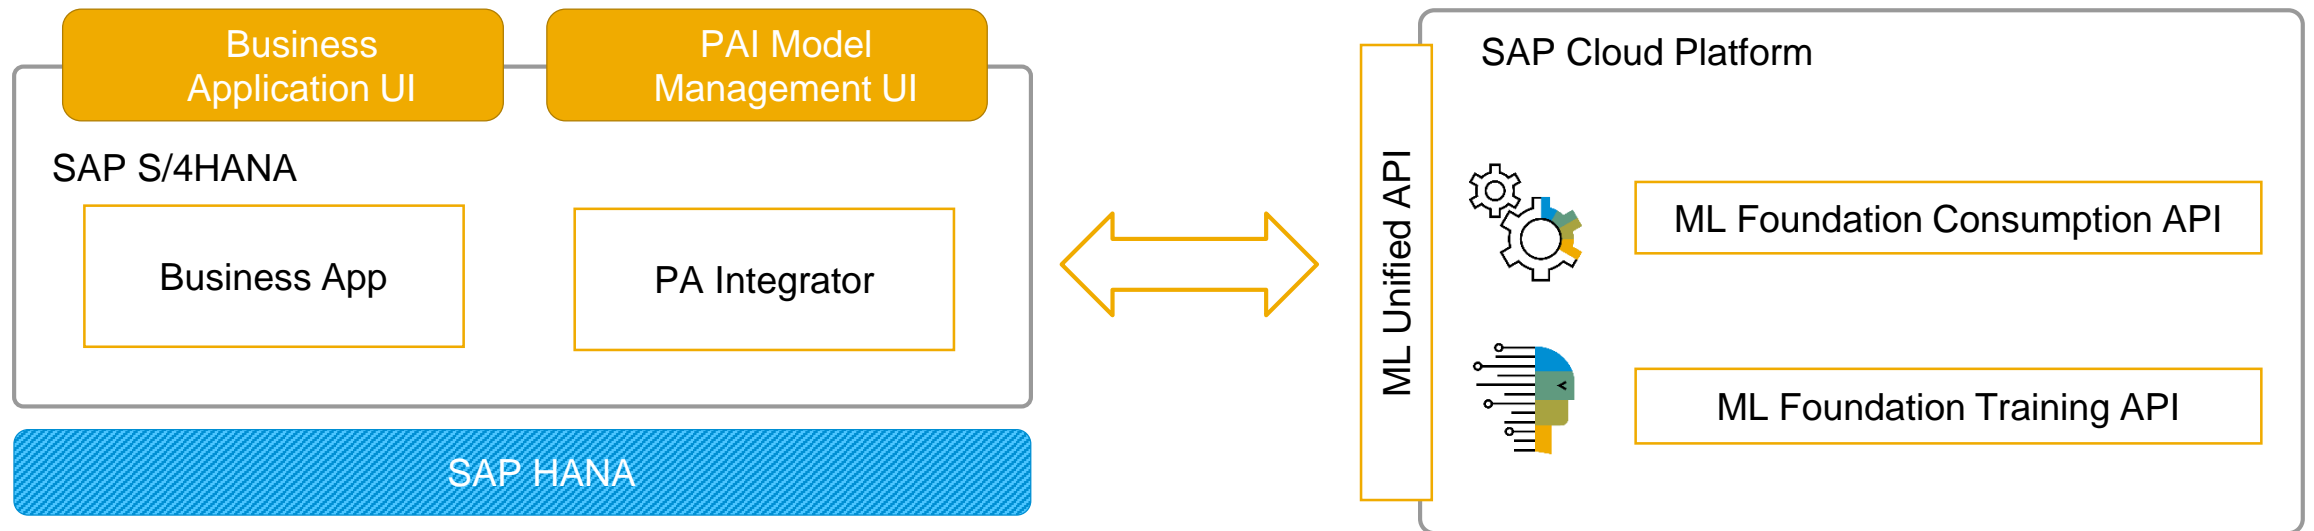 Business
Application UI
PAI Model
Management UI
SAP S/4HANA
Business App
PA Integrator
SAP HANA
ML Unified API
SAP Cloud Platform
ML Foundation Consumption API
ML Foundation Training API